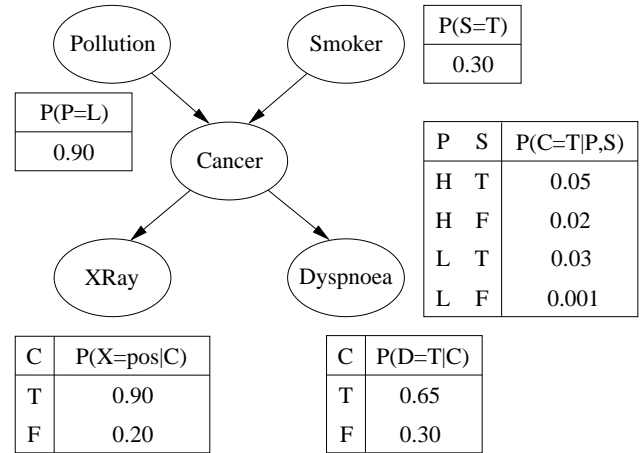 Pollution
Smoker
P(S=T)
0.30
P(P=L)
0.90
Cancer
P S P(C=T|P,S)
H T 0.05
H F 0.02
L T 0.03
L F 0.001
XRay
Dyspnoea
C P(X=pos|C)
T 0.90
F 0.20
C P(D=T|C)
T 0.65
F 0.30